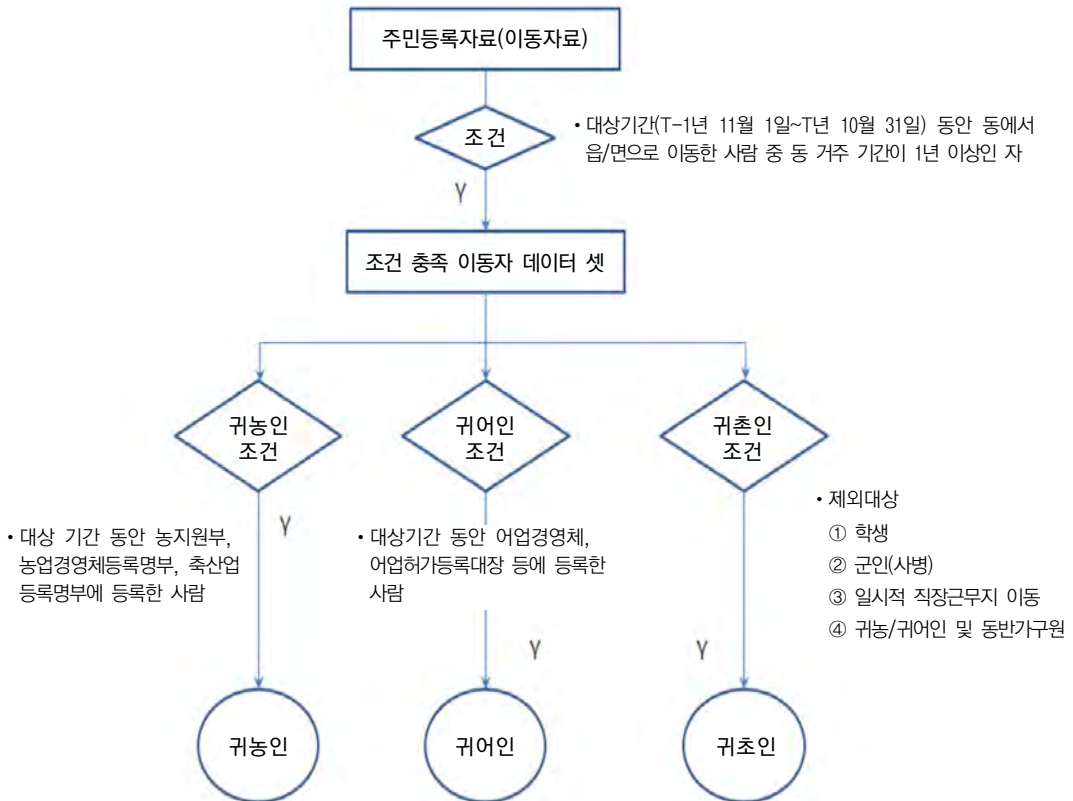 주민등록자료(이동자료)
조건
• 대상기간(T-1년 11월 1일~T년 10월 31일) 동안 동에서
읍/면으로 이동한 사람 중 동 거주 기간이 1년 이상인 자
Y
조건 충족 이동자 데이터 셋
귀농인
조건
귀어인
조건
귀촌인
조건
Y
• 대상 기간 동안 농지원부,
농업경영체등록명부, 축산업
등록명부에 등록한 사람
• 대상기간 동안 어업경영체,
어업허가등록대장 등에 등록한
사람
• 제외대상
① 학생
② 군인(사병)
③ 일시적 직장근무지 이동
④ 귀농/귀어인 및 동반가구원
Y
Y
귀농인
귀어인
귀초인